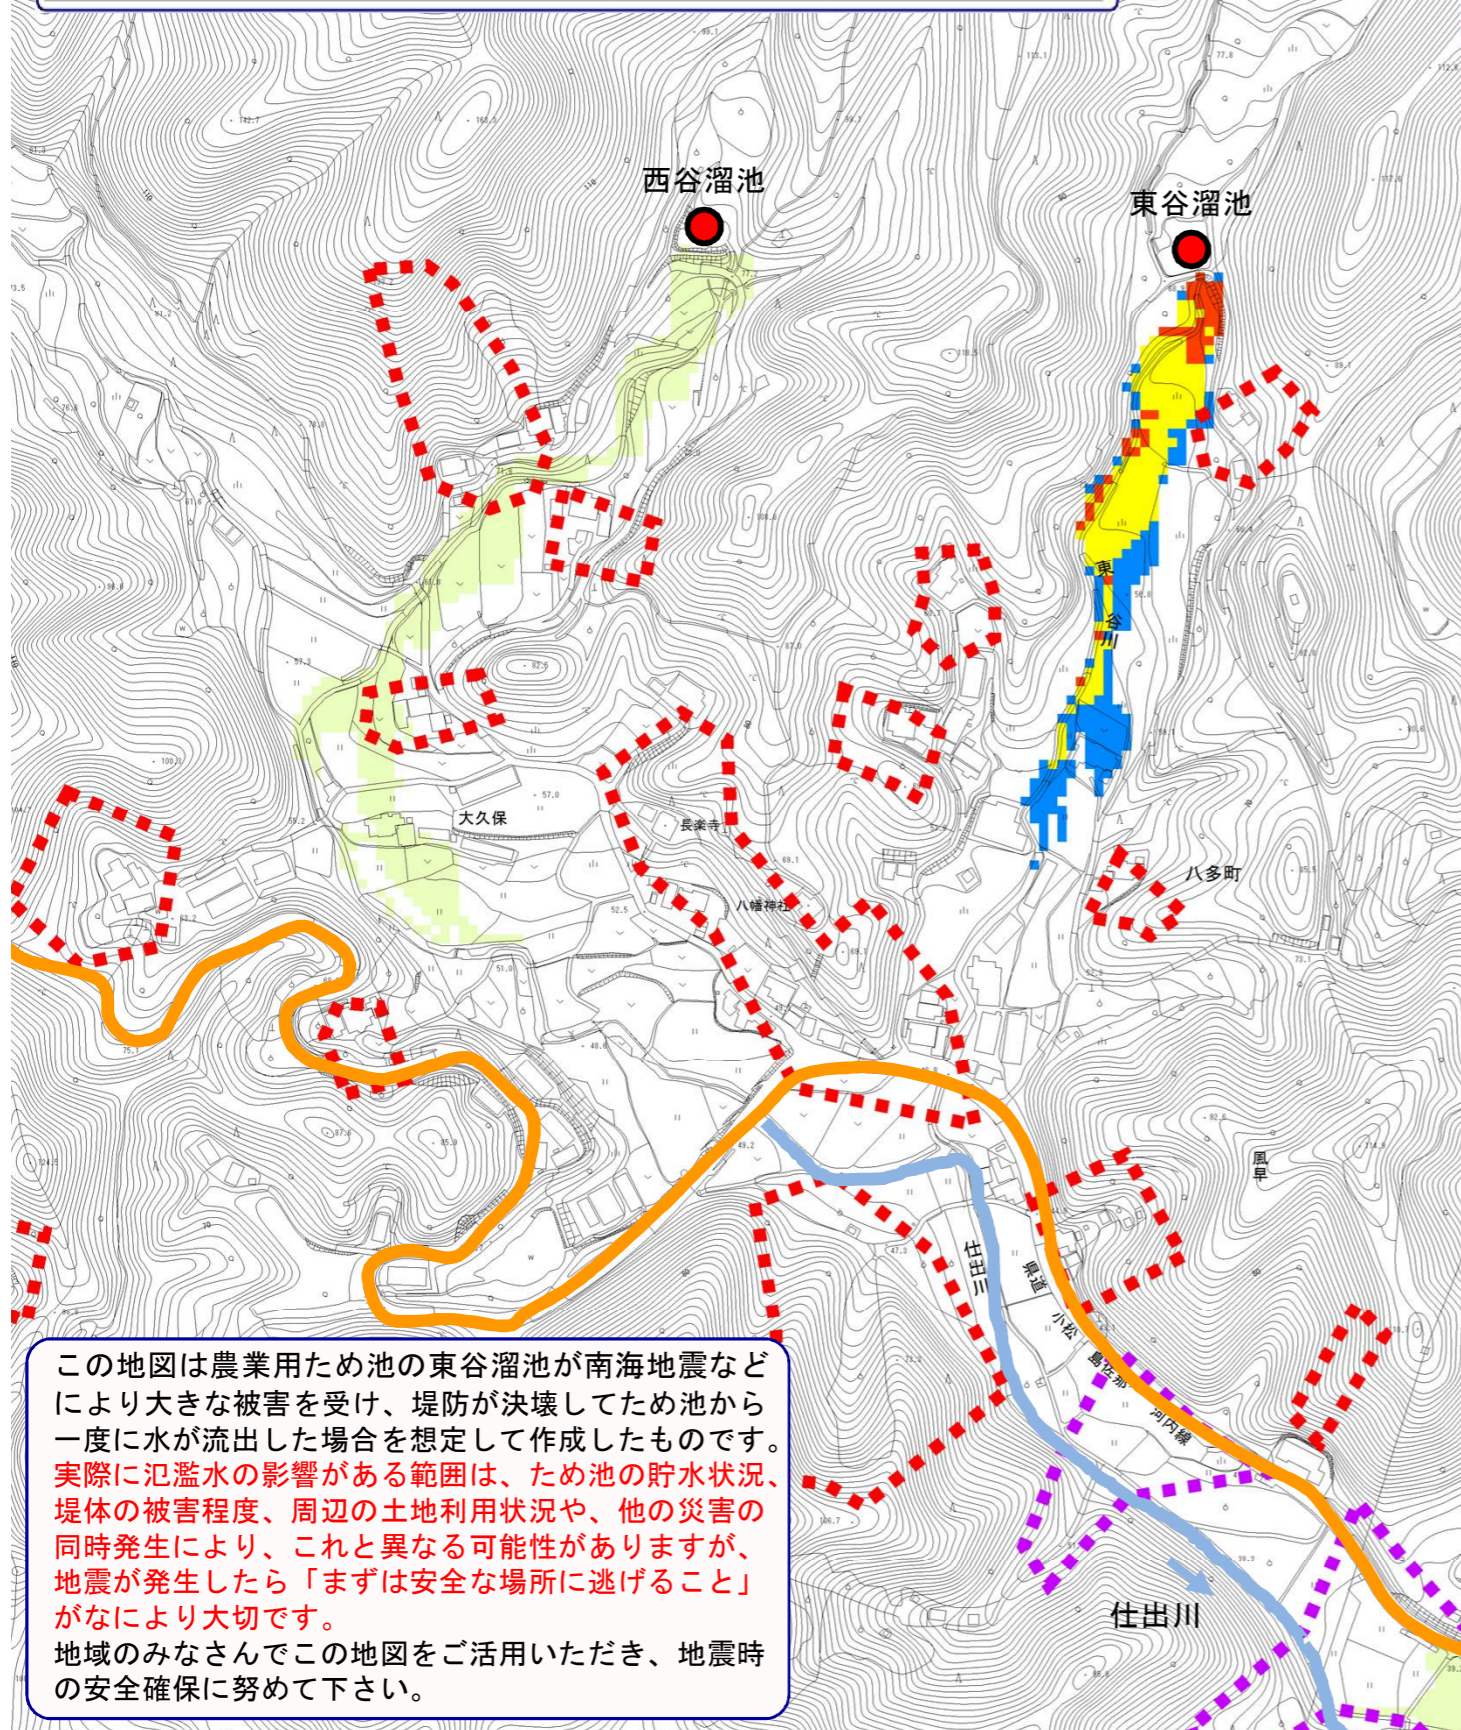 西谷溜池
東谷溜池
東
谷川
大久保
長楽寺
八幡神社
八多町
風早
仕出川
県道
小松
島佐那
河内線
仕出川
この地図は農業用ため池の東谷溜池が南海地震など
により大きな被害を受け、堤防が決壊してため池から
一度に水が流出した場合を想定して作成したものです。
実際に氾濫水の影響がある範囲は、ため池の貯水状況、
堤体の被害程度、周辺の土地利用状況や、他の災害の
同時発生により、これと異なる可能性がありますが、
地震が発生したら「まずは安全な場所に逃げること」
がなにより大切です。
地域のみなさんでこの地図をご活用いただき、地震時
の安全確保に努めて下さい。